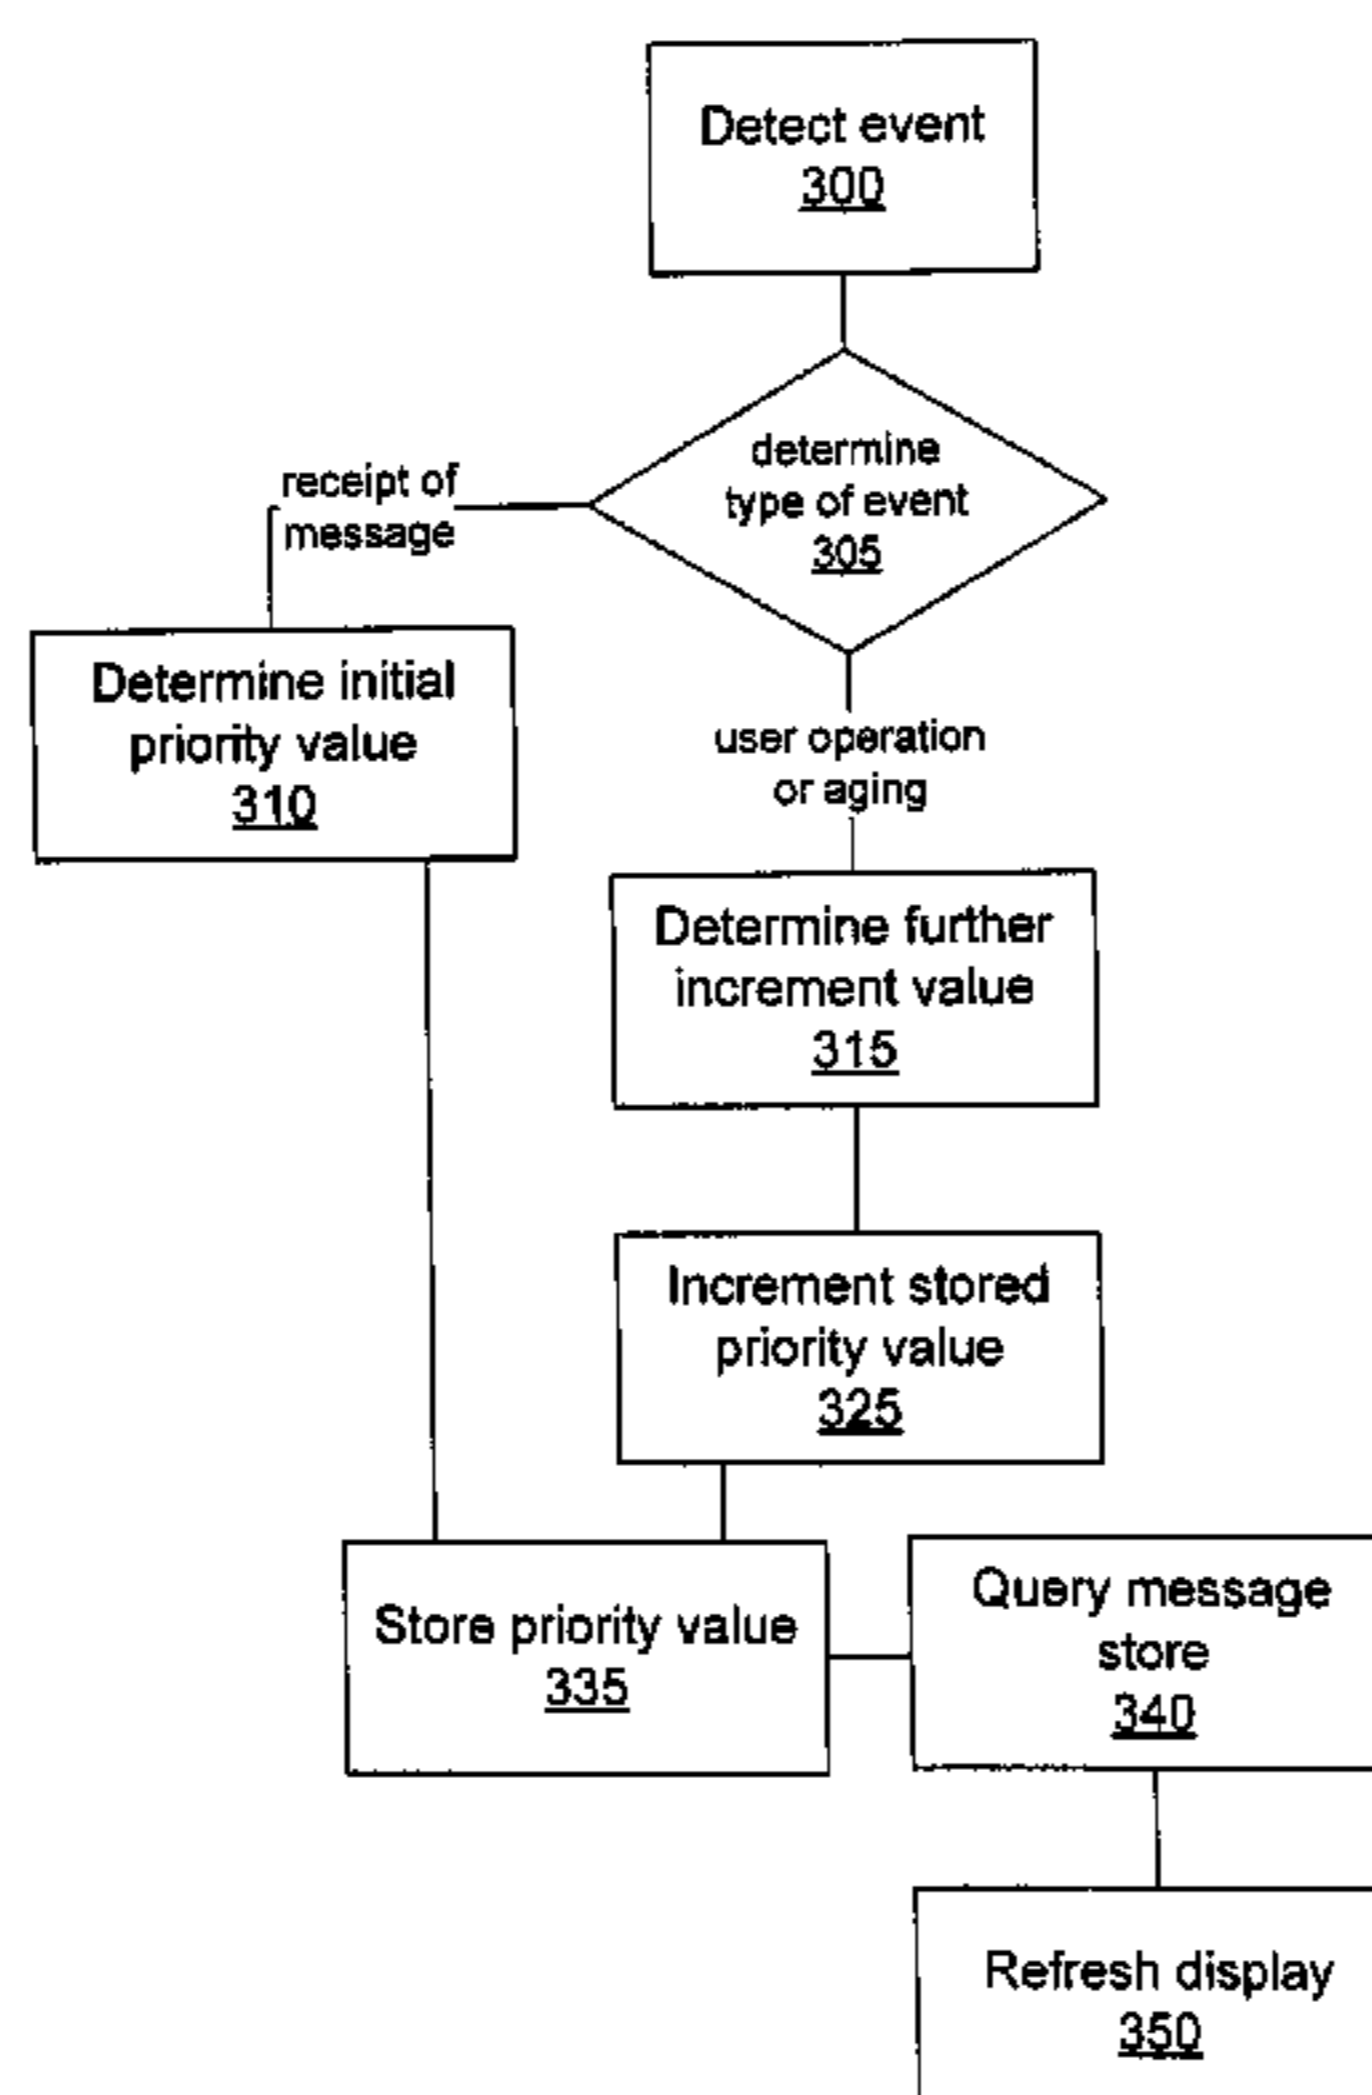 Detect event
300
determine
type of event
305
receipt of
message
Determine initial
priority value
310
user operation
or aging
Determine further
increment value
315
Increment stored
priority value
325
Store priority value
335
Query message
store
340
Refresh display
350